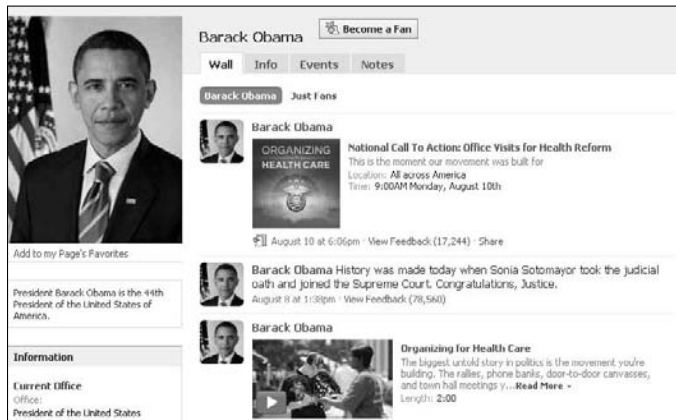 Barack Obama
Become a Fan
Wall Info Events Notes
Barack Obama Just Fans
Add to my Page's Favorites
President Barack Obama is the 44th
President of the United States of
America.
Information
Current Office
Office:
President of the United States
Barack Obama
ORGANIZING
for
HEALTH CARE
National Call To Action: Office Visits for Health Reform
This is the moment our movement was built for
Location: All across America
Time: 9:00AM Monday, August 10th
August 10 at 6:06pm · View Feedback (17,244) · Share
Barack Obama History was made today when Sonia Sotomayor took the judicial
oath and joined the Supreme Court. Congratulations, Justice.
August 8 at 1:38pm · View Feedback (78,560)
Barack Obama
Organizing for Health Care
The biggest untold story in politics is the movement you're
building. The rallies, phone banks, door-to-door canvasses,
and town hall meetings y...Read More
Length: 2:00